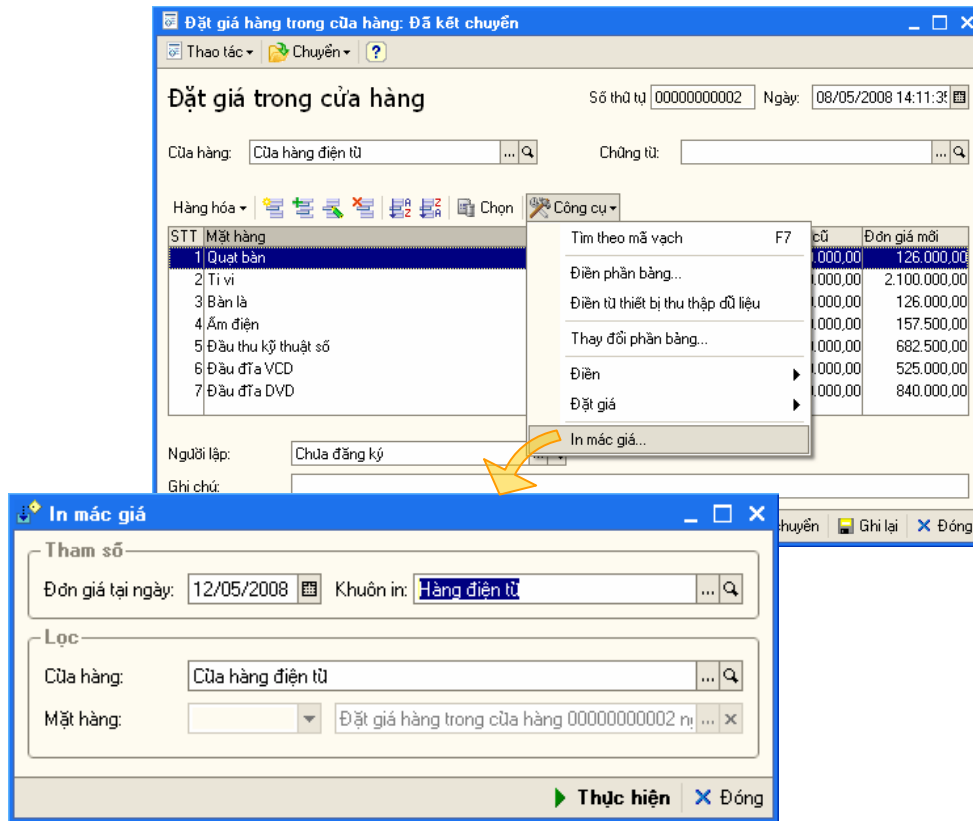 Đặt giá hàng trong cửa hàng: Đã kết chuyển
Thao tác Chuyển ?
Đặt giá trong cửa hàng
Số thứ tự 00000000002 Ngày: 08/05/2008 14:11:35
Cửa hàng: Cửa hàng điện tử ... Chứng từ: ...
Hàng hóa Chọn Công cụ
STT Mặt hàng cũ Đơn giá mới
1 Quạt bàn .000,00 126.000,00
2 Ti vi .000,00 2.100.000,00
3 Bàn là .000,00 126.000,00
4 Ấm điện .000,00 157.500,00
5 Đầu thu kỹ thuật số .000,00 682.500,00
6 Đầu đĩa VCD .000,00 525.000,00
7 Đầu đĩa DVD .000,00 840.000,00
Tìm theo mã vạch F7
Điền phần bảng...
Điền từ thiết bị thu thập dữ liệu
Thay đổi phần bảng...
Điền
Đặt giá
In mác giá...
Người lập: Chưa đăng ký
Ghi chú:
chuyển Ghi lại Đóng
In mác giá
Tham số
Đơn giá tại ngày: 12/05/2008 Khuôn in: Hàng điện tử ...
Lọc
Cửa hàng: Cửa hàng điện tử ...
Mặt hàng: Đặt giá hàng trong cửa hàng 00000000002 ...
Thực hiện Đóng